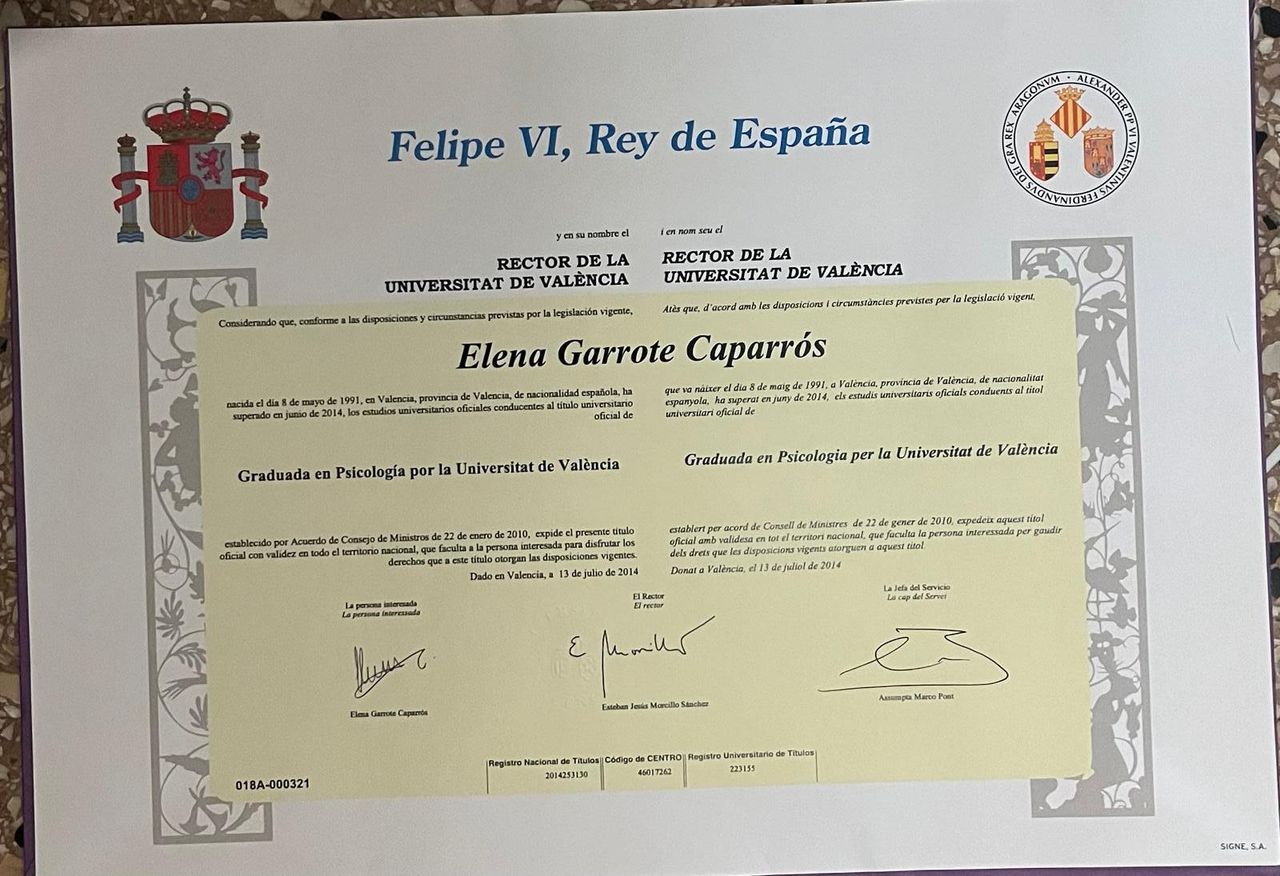 Felipe VI, Rey de España
ALEXANDER PP VI VALENTINVS FERDINANDVS DEI GRA REX ARAGONVM
y en su nombre el
RECTOR DE LA
UNIVERSITAT DE VALÈNCIA
i en nom seu el
RECTOR DE LA
UNIVERSITAT DE VALÈNCIA
Considerando que, conforme a las disposiciones y circunstancias previstas por la legislación vigente,
Atès que, d'acord amb les disposicions i circumstàncies previstes per la legislació vigent,
Elena Garrote Caparrós
nacida el día 8 de mayo de 1991, en Valencia, provincia de Valencia, de nacionalidad española, ha
superado en junio de 2014, los estudios universitarios oficiales conducentes al título universitario
oficial de
que va nàixer el dia 8 de maig de 1991, a València, província de València, de nacionalitat
espanyola, ha superat en juny de 2014, els estudis universitaris oficials conduents al títol
universitari oficial de
Graduada en Psicología por la Universitat de València
Graduada en Psicologia per la Universitat de València
establecido por Acuerdo de Consejo de Ministros de 22 de enero de 2010, expide el presente título
oficial con validez en todo el territorio nacional, que faculta a la persona interesada para disfrutar los
derechos que a este título otorgan las disposiciones vigentes.
Dado en Valencia, a 13 de julio de 2014
establert per acord de Consell de Ministres de 22 de gener de 2010, expedeix aquest títol
oficial amb validesa en tot el territori nacional, que faculta la persona interessada per gaudir
dels drets que les disposicions vigents atorguen a aquest títol
Donat a València, el 13 de juliol de 2014
La persona interesada
La persona interessada
Elena Garrote Caparrós
El Rector
El rector
E Morcillo
Esteban Jesús Morcillo Sánchez
La Jefa del Servicio
La cap del Servei
Assumpta Marco Pont
018A-000321
Registro Nacional de Títulos
2014253130
Código de CENTRO
46017262
Registro Universitario de Títulos
223155
SIGNE, S.A.